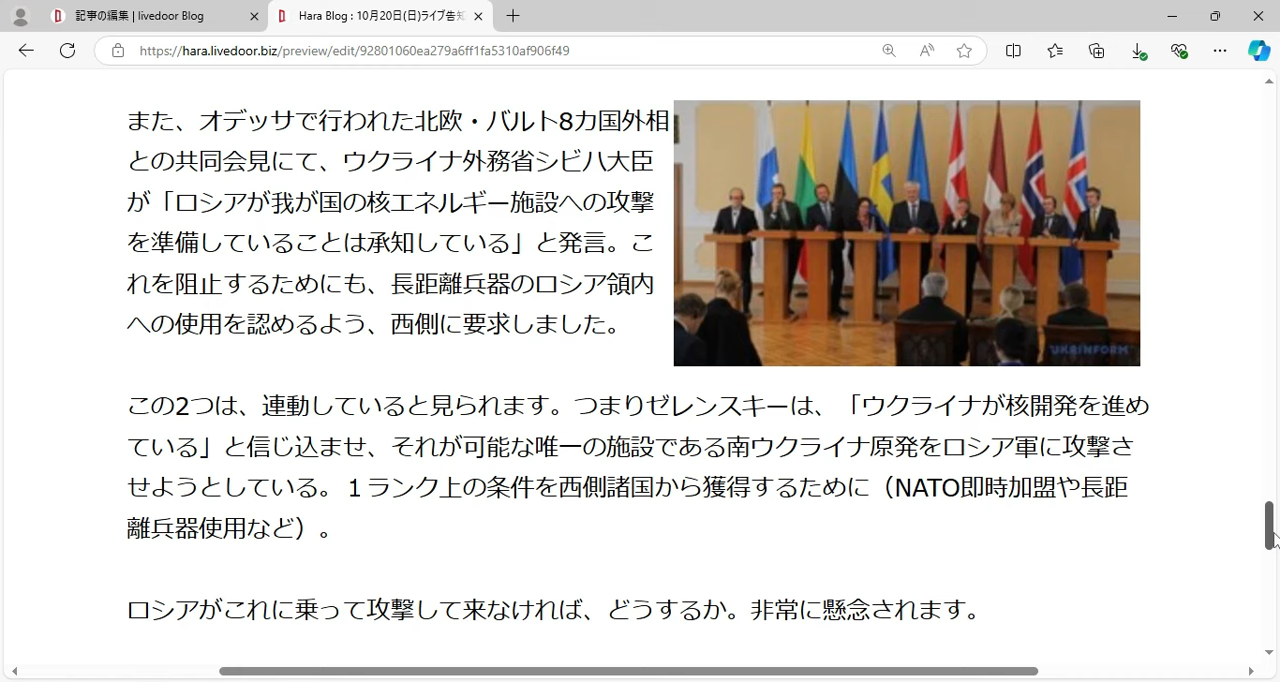 記事の編集 | livedoor Blog
Hara Blog : 10月20日(日)ライブ告知
https://hara.livedoor.biz/preview/edit/92801060ea279a6ff1fa5310af906f49
また、オデッサで行われた北欧・バルト8カ国外相
との共同会見にて、ウクライナ外務省シビハ大臣
が「ロシアが我が国の核エネルギー施設への攻撃
を準備していることは承知している」と発言。こ
れを阻止するためにも、長距離兵器のロシア領内
への使用を認めるよう、西側に要求しました。
UKRINFORM
この2つは、連動していると見られます。つまりゼレンスキーは、「ウクライナが核開発を進め
ている」と信じ込ませ、それが可能な唯一の施設である南ウクライナ原発をロシア軍に攻撃さ
せようとしている。１ランク上の条件を西側諸国から獲得するために（NATO即時加盟や長距
離兵器使用など）。
ロシアがこれに乗って攻撃して来なければ、どうするか。非常に懸念されます。